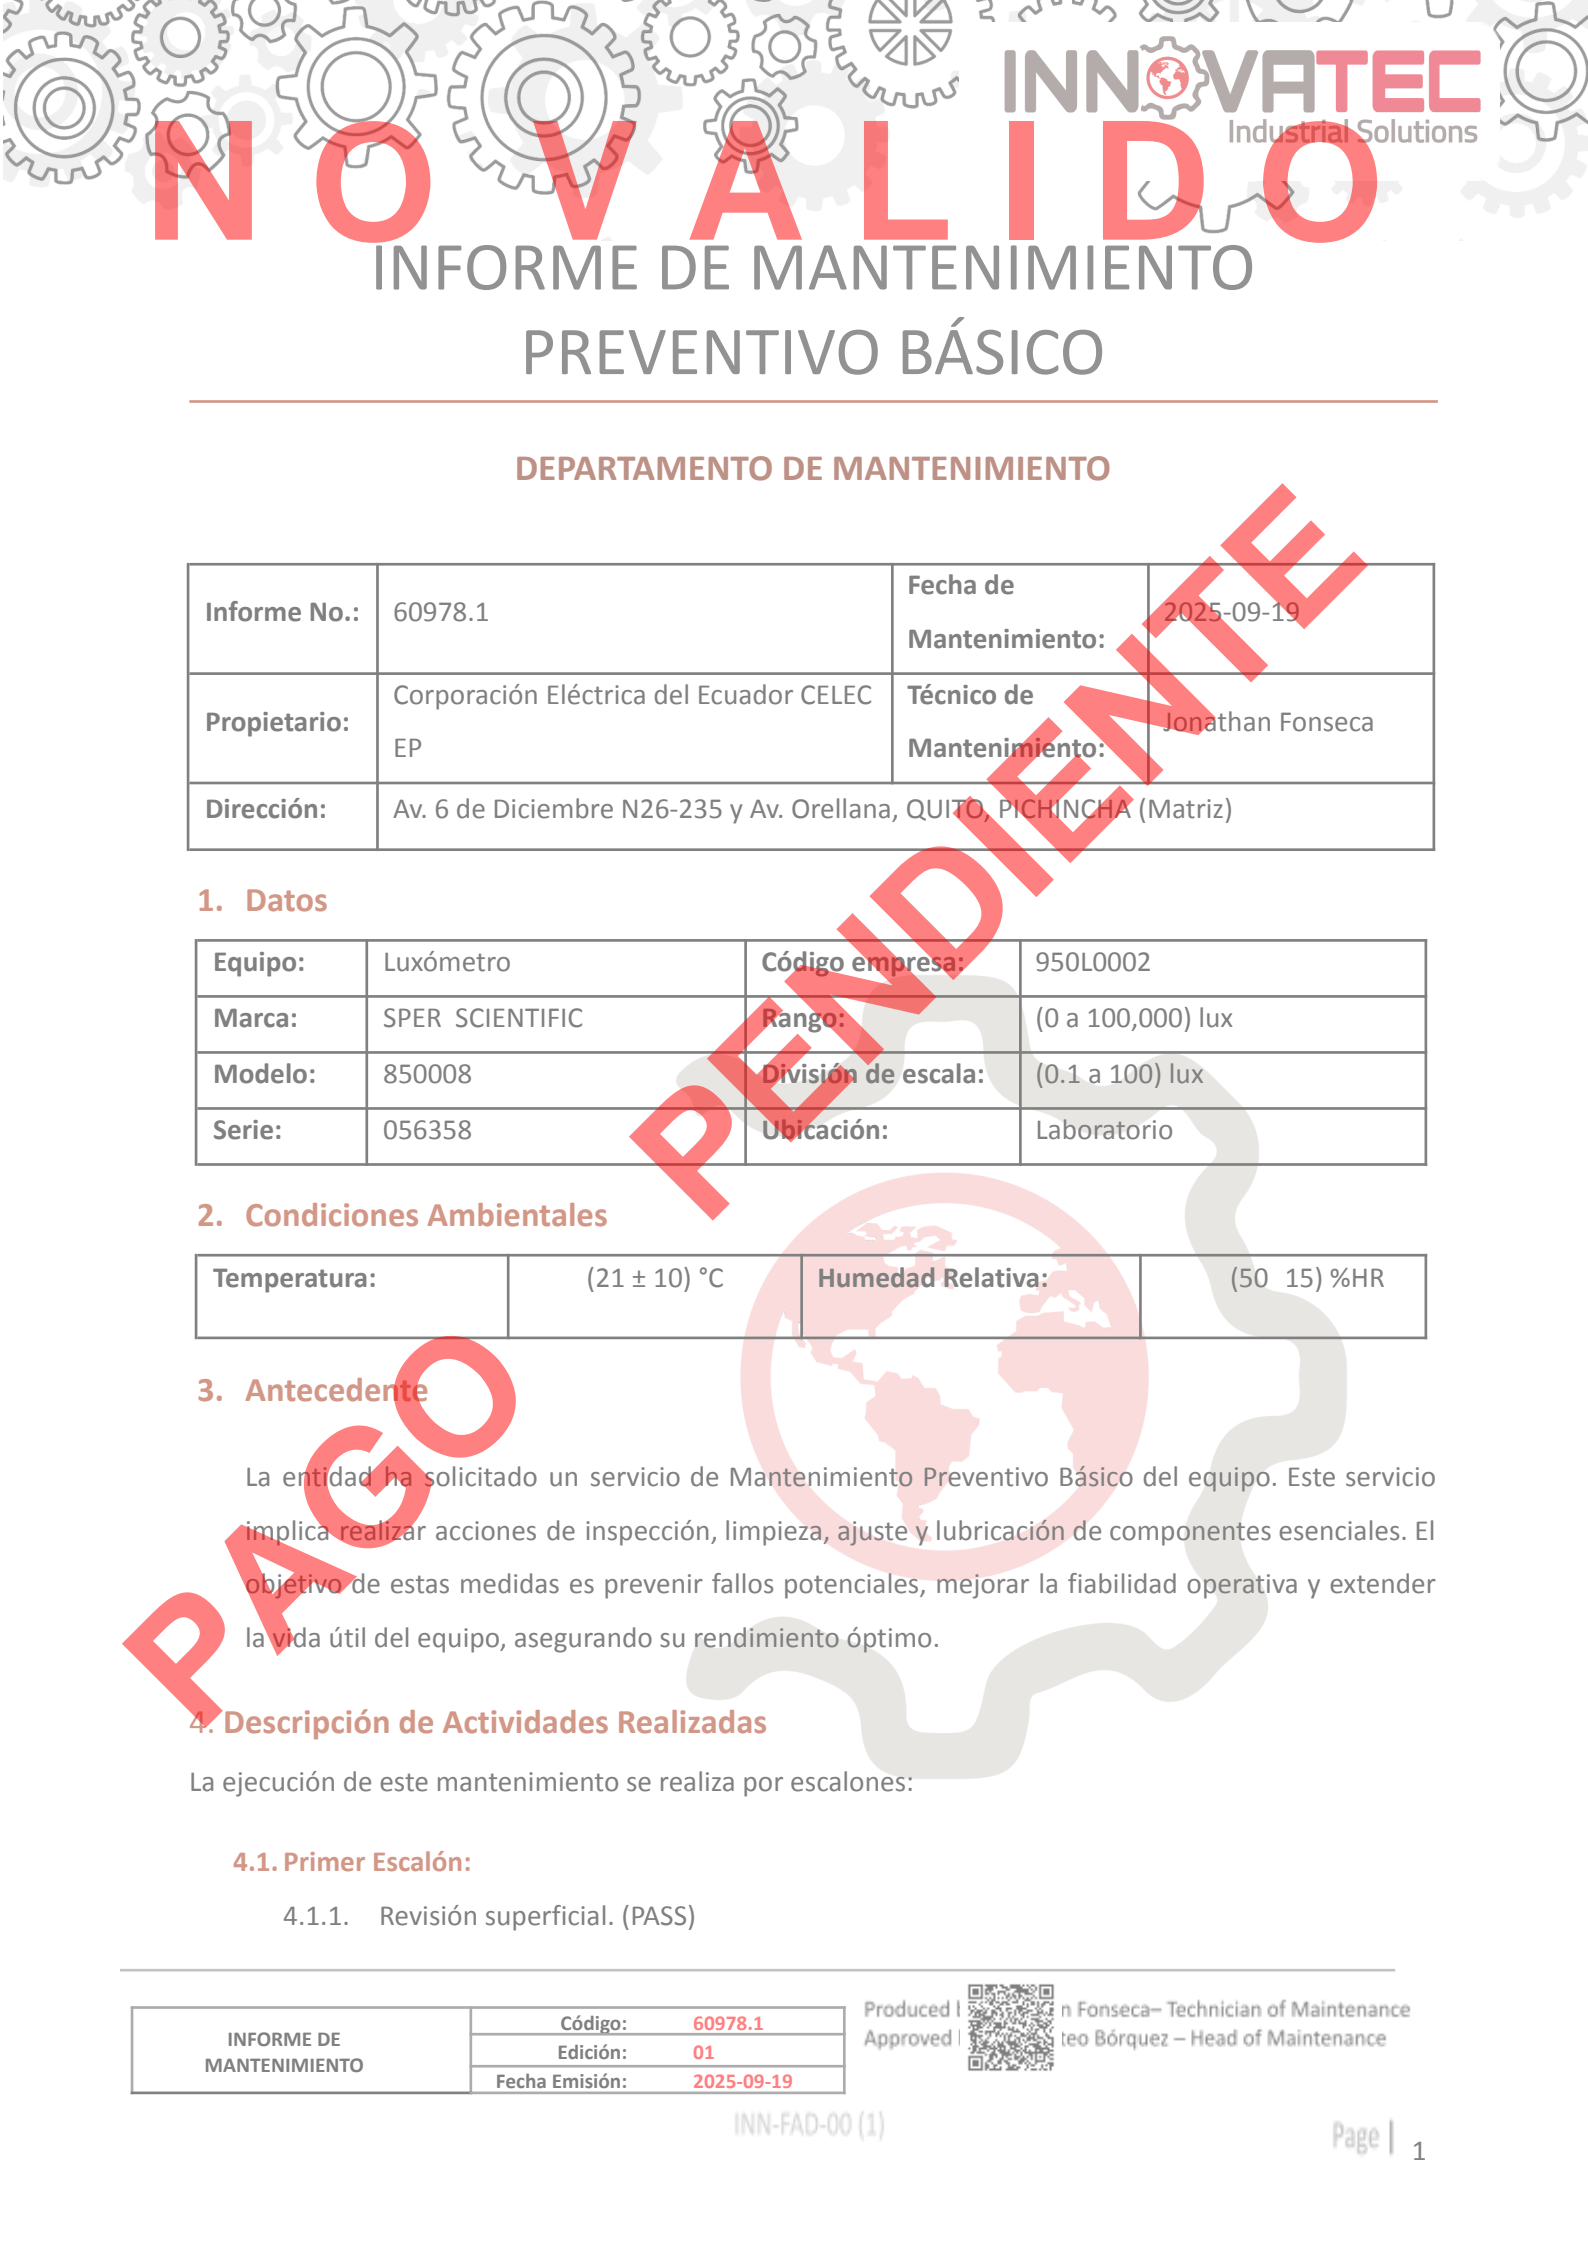 INNOVATEC
Industrial Solutions
NO VALIDO
INFORME DE MANTENIMIENTO
PREVENTIVO BÁSICO
DEPARTAMENTO DE MANTENIMIENTO
Informe No.: 60978.1 Fecha de Mantenimiento: 2025-09-19
Propietario: Corporación Eléctrica del Ecuador CELEC EP Técnico de Mantenimiento: Jonathan Fonseca
Dirección: Av. 6 de Diciembre N26-235 y Av. Orellana, QUITO, PICHINCHA (Matriz)
PAGO PENDIENTE
1. Datos
Equipo: Luxómetro Código empresa: 950L0002
Marca: SPER SCIENTIFIC Rango: (0 a 100,000) lux
Modelo: 850008 División de escala: (0.1 a 100) lux
Serie: 056358 Ubicación: Laboratorio
2. Condiciones Ambientales
Temperatura: (21 ± 10) °C Humedad Relativa: (50 15) %HR
3. Antecedente
La entidad ha solicitado un servicio de Mantenimiento Preventivo Básico del equipo. Este servicio
implica realizar acciones de inspección, limpieza, ajuste y lubricación de componentes esenciales. El
objetivo de estas medidas es prevenir fallos potenciales, mejorar la fiabilidad operativa y extender
la vida útil del equipo, asegurando su rendimiento óptimo.
4. Descripción de Actividades Realizadas
La ejecución de este mantenimiento se realiza por escalones:
4.1. Primer Escalón:
4.1.1. Revisión superficial. (PASS)
INFORME DE
MANTENIMIENTO
Código: 60978.1
Edición: 01
Fecha Emisión: 2025-09-19
Produced Fonseca– Technician of Maintenance
Approved Bórquez – Head of Maintenance
INN-FAD-00 (1)
Page | 1